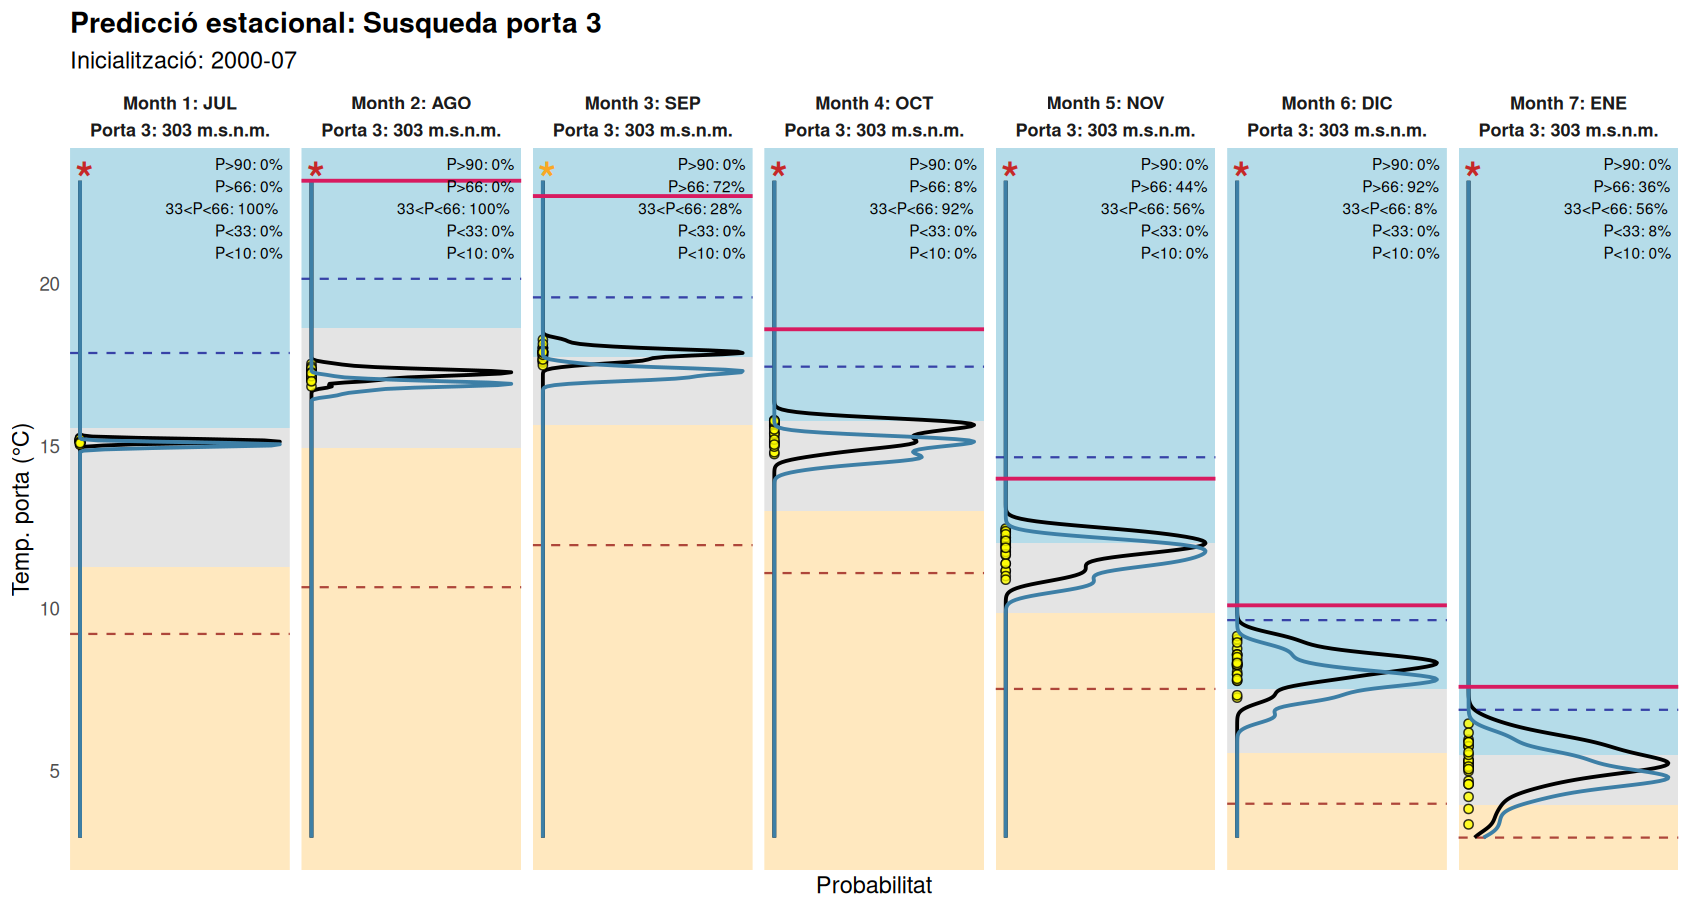 Predicció estacional: Susqueda porta 3
Inicialització: 2000-07
Month 1: JUL
Porta 3: 303 m.s.n.m.
Month 2: AGO
Porta 3: 303 m.s.n.m.
Month 3: SEP
Porta 3: 303 m.s.n.m.
Month 4: OCT
Porta 3: 303 m.s.n.m.
Month 5: NOV
Porta 3: 303 m.s.n.m.
Month 6: DIC
Porta 3: 303 m.s.n.m.
Month 7: ENE
Porta 3: 303 m.s.n.m.
*
P>90: 0%
P>66: 0%
33<P<66: 100%
P<33: 0%
P<10: 0%
*
P>90: 0%
P>66: 0%
33<P<66: 100%
P<33: 0%
P<10: 0%
*
P>90: 0%
P>66: 72%
33<P<66: 28%
P<33: 0%
P<10: 0%
*
P>90: 0%
P>66: 8%
33<P<66: 92%
P<33: 0%
P<10: 0%
*
P>90: 0%
P>66: 44%
33<P<66: 56%
P<33: 0%
P<10: 0%
*
P>90: 0%
P>66: 92%
33<P<66: 8%
P<33: 0%
P<10: 0%
*
P>90: 0%
P>66: 36%
33<P<66: 56%
P<33: 8%
P<10: 0%
Temp. porta (°C)
20
15
10
5
Probabilitat